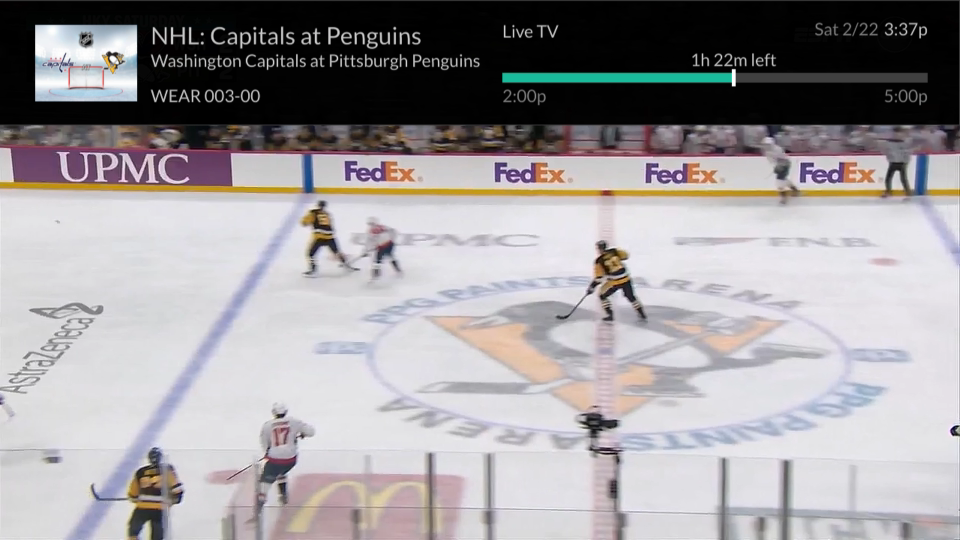 NHL: Capitals at Penguins
Washington Capitals at Pittsburgh Penguins
WEAR 003-00
Live TV
Sat 2/22 3:37p
1h 22m left
2:00p
5:00p
UPMC
FedEx
FedEx
FedEx
FedEx
UPMC
F.N.B.
PPG PAINTS ARENA
AstraZeneca
PPG PAINTS ARENA
17